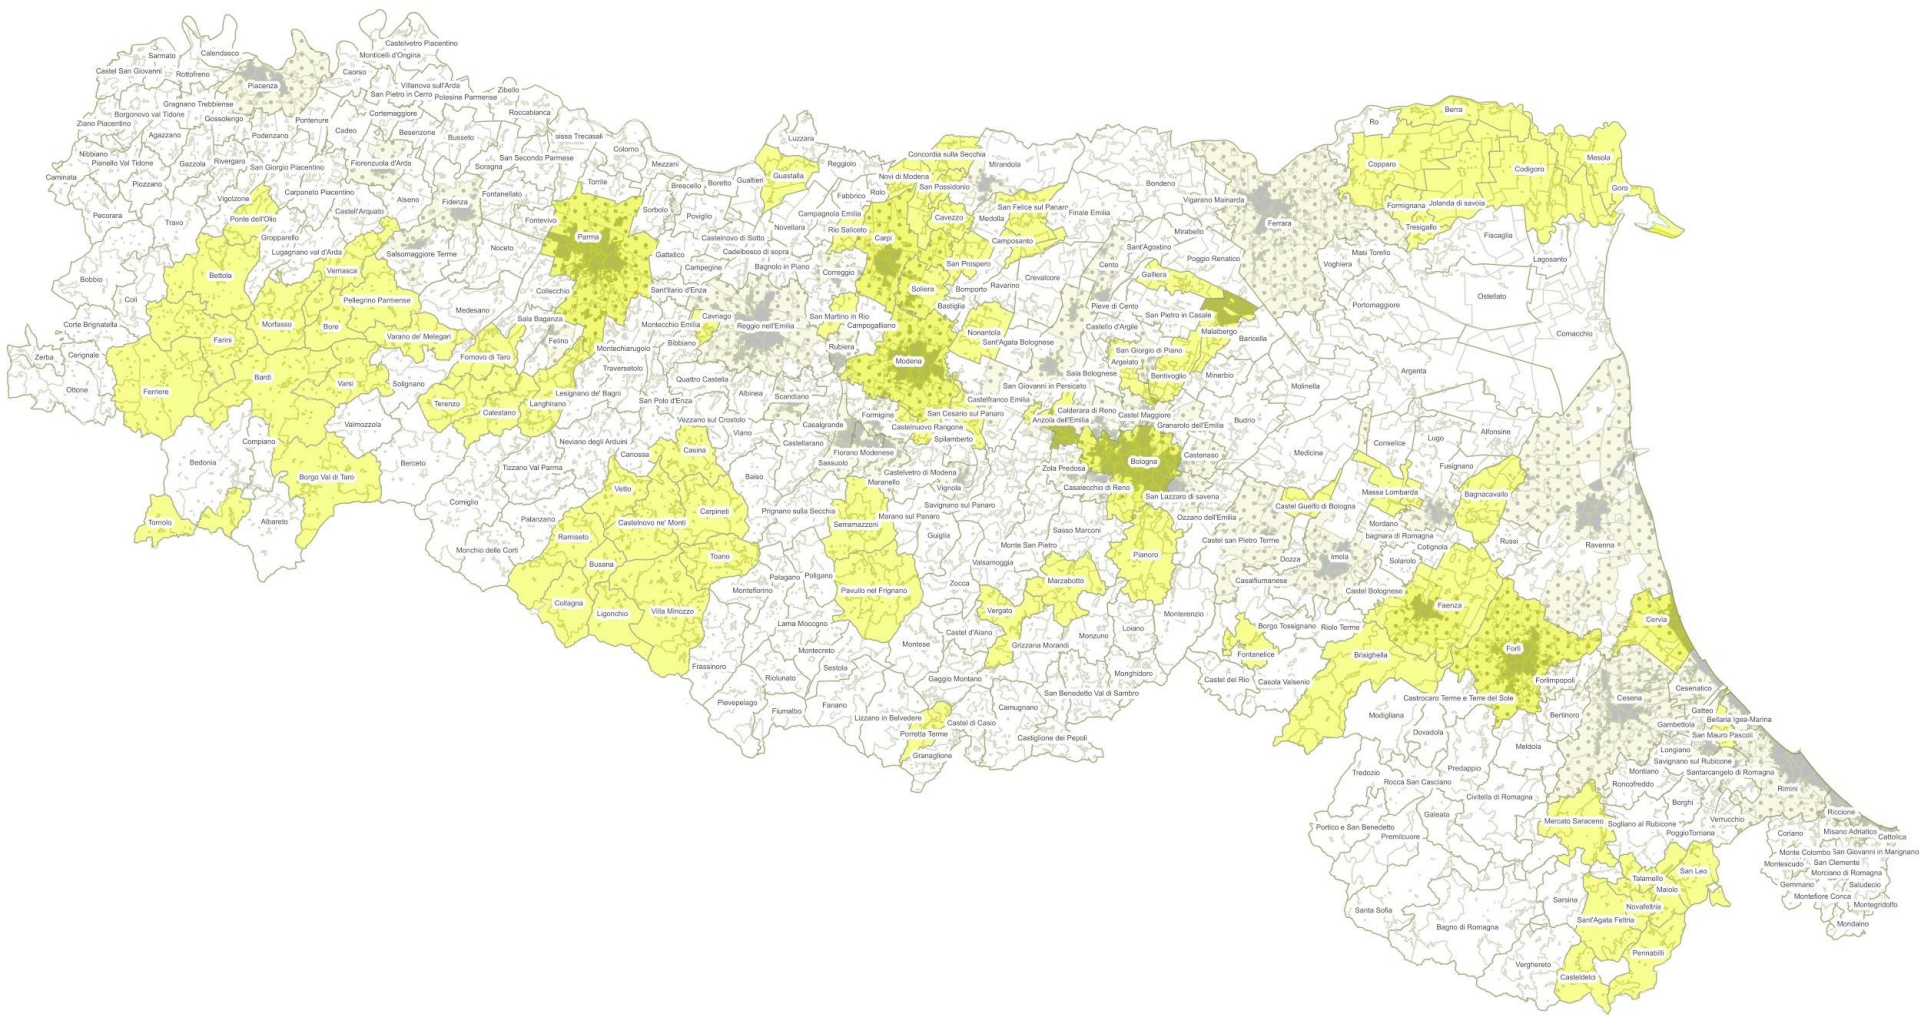 Castelvetro Piacentino
Sarmato
Calendasco
Monticelli d'Ongina
Castel San Giovanni
Rottofreno
Caorso
Piacenza
Villanova sull'Arda
San Pietro in Cerro
Polesine Parmense
Zibello
Gragnano Trebbiense
Borgonovo val Tidone
Gossolengo
Pontenure
Cortemaggiore
Roccabianca
Ziano Piacentino
Agazzano
Podenzano
Cadeo
Besenzone
Busseto
sissa Trecasali
Colorno
Nibbiano
Pianello Val Tidone
Gazzola
Rivergaro
San Giorgio Piacentino
Fiorenzuola d'Arda
Soragna
San Secondo Parmese
Mezzani
Caminata
Piozzano
Vigolzone
Carpaneto Piacentino
Alseno
Fidenza
Fontanellato
Torrile
Brescello
Boretto
Gualtieri
Guastalla
Luzzara
Reggiolo
Pecorara
Travo
Ponte dell'Olio
Castell'Arquato
Fontevivo
Parma
Sorbolo
Poviglio
Gropparello
Lugagnano val d'Arda
Salsomaggiore Terme
Noceto
Gattatico
Castelnovo di Sotto
Cadelbosco di sopra
Novellara
Campagnola Emilia
Fabbrico
Rolo
Rio Saliceto
Bobbio
Coli
Bettola
Vernasca
Pellegrino Parmense
Medesano
Collecchio
Sant'ilario d'Enza
Campegine
Bagnolo in Piano
Correggio
Corte Brignatella
Zerba
Cerignale
Ottone
Farini
Morfasso
Bore
Varano de' Melegari
Sala Baganza
Felino
Montecchio Emilia
Bibbiano
Cavriago
Reggio nell'Emilia
San Martino in Rio
Campogalliano
Rubiera
Ferriere
Bardi
Varsi
Solignano
Fornovo di Taro
Montechiarugolo
Traversetolo
Quattro Castella
Lesignano de' Bagni
San Polo d'Enza
Albinea
Scandiano
Terenzo
Calestano
Langhirano
Valmozzola
Compiano
Bedonia
Berceto
Neviano degli Arduini
Vezzano sul Crostolo
Viano
Casalgrande
Castellarano
Canossa
Casina
Baiso
Tornolo
Albareto
Borgo Val di Taro
Tizzano Val Parma
Corniglio
Palanzano
Monchio delle Corti
Vetto
Castelnovo ne' Monti
Carpineti
Ramiseto
Busana
Toano
Collagna
Ligonchio
Villa Minozzo
Concordia sulla Secchia
Mirandola
Novi di Modena
San Possidonio
Cavezzo
Medolla
San Felice sul Panaro
Finale Emilia
Carpi
Camposanto
San Prospero
Soliera
Bomporto
Ravarino
Bastiglia
Nonantola
Modena
Formigine
Fiorano Modenese
Sassuolo
Maranello
San Cesario sul Panaro
Castelfranco Emilia
Castelnuovo Rangone
Spilamberto
Castelvetro di Modena
Vignola
Savignano sul Panaro
Prignano sulla Secchia
Serramazzoni
Marano sul Panaro
Guiglia
Pavullo nel Frignano
Palagano
Poligano
Montefiorino
Lama Mocogno
Zocca
Montese
Montecreto
Sestola
Frassinoro
Riolunato
Pievepelago
Fiumalbo
Fanano
Bondeno
Vigarano Mainarda
Mirabello
Sant'Agostino
Poggio Renatico
Cento
Ferrara
Voghiera
Masi Torello
Ro
Berra
Copparo
Codigoro
Mesola
Goro
Formignana
Jolanda di savoia
Tresigallo
Fiscaglia
Lagosanto
Ostellato
Portomaggiore
Comacchio
Argenta
Crevalcore
Galliera
Pieve di Cento
San Pietro in Casale
Castello d'Argile
Malalbergo
Baricella
Sant'Agata Bolognese
San Giorgio di Piano
Argelato
Sala Bolognese
Bentivoglio
Minerbio
San Giovanni in Persiceto
Molinella
Calderara di Reno
Castel Maggiore
Anzola dell'Emilia
Granarolo dell'Emilia
Budrio
Bologna
Castenaso
Zola Predosa
Casalecchio di Reno
San Lazzaro di savena
Medicina
Ozzano dell'Emilia
Castel Guelfo di Bologna
Sasso Marconi
Monte San Pietro
Valsamoggia
Pianoro
Castel san Pietro Terme
Dozza
Imola
Mordano
Marzabotto
Vergato
Casalfiumanese
Monterenzio
Loiano
Monzuno
Castel d'Aiano
Grizzana Morandi
Borgo Tossignano
Fontanelice
Monghidoro
Castel del Rio
Gaggio Montano
San Benedetto Val di Sambro
Camugnano
Lizzano in Belvedere
Castel di Casio
Porretta Terme
Castiglione dei Pepoli
Granaglione
Conselice
Lugo
Alfonsine
Fusignano
Massa Lombarda
Bagnacavallo
bagnara di Romagna
Cotignola
Russi
Ravenna
Solarolo
Castel Bolognese
Faenza
Riolo Terme
Brisighella
Casola Valsenio
Cervia
Forlì
Forlimpopoli
Castrocaro Terme e Terre del Sole
Bertinoro
Cesena
Cesenatico
Gatteo
Gambettola
Bellaria Igea-Marina
San Mauro Pascoli
Longiano
Savignano sul Rubicone
Modigliana
Dovadola
Meldola
Tredozio
Predappio
Rocca San Casciano
Montiano
Santarcangelo di Romagna
Roncofreddo
Rimini
Civitella di Romagna
Borghi
Galeata
Mercato Saraceno
Sogliano al Rubicone
Verrucchio
PoggioTorriana
Portico e San Benedetto
Premilcuore
Riccione
Coriano
Misano Adriatico
Cattolica
Monte Colombo
San Giovanni in Marignano
Montescudo
San Clemente
Morciano di Romagna
Gemmano
Saludecio
Montefiore Conca
Montegridolfo
Mondaino
Talamello
San Leo
Maiolo
Novafeltria
Sarsina
Sant'Agata Feltria
Santa Sofia
Bagno di Romagna
Pennabilli
Verghereto
Casteldelci